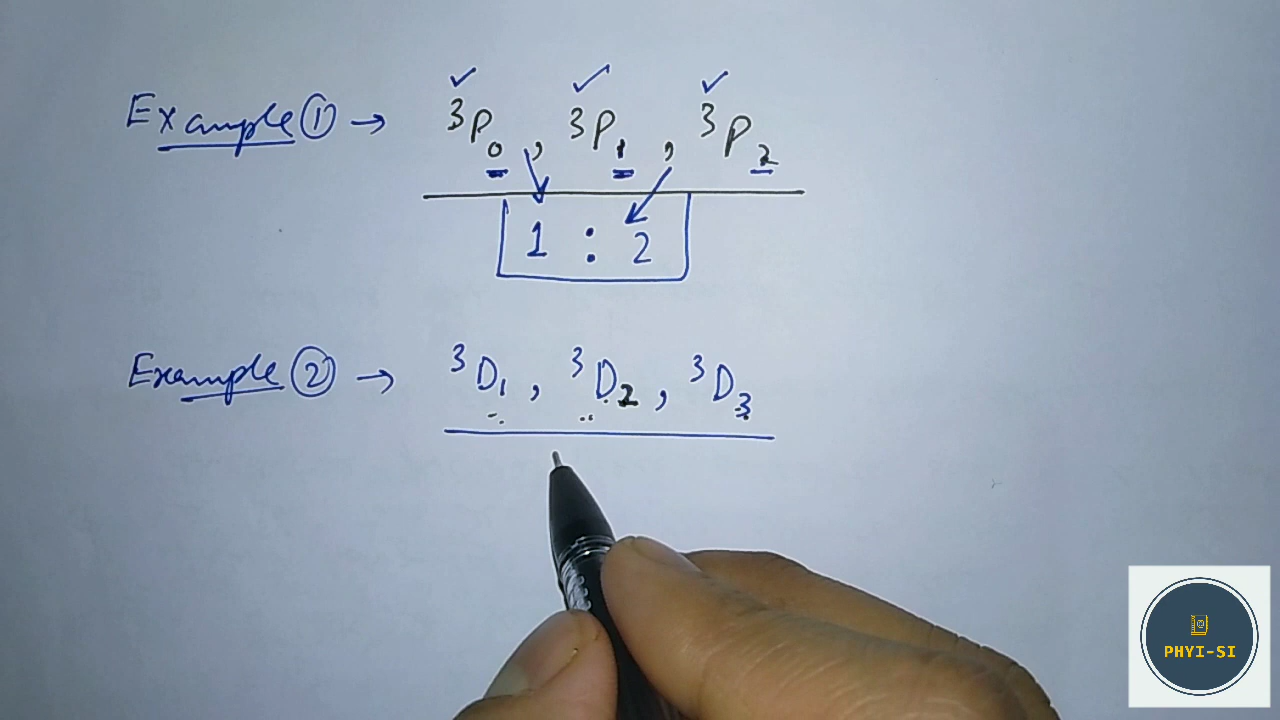 Example ① → ³P₀, ³P₁, ³P₂
1 : 2
Example ② → ³D₁, ³D₂, ³D₃
PHYI-SI